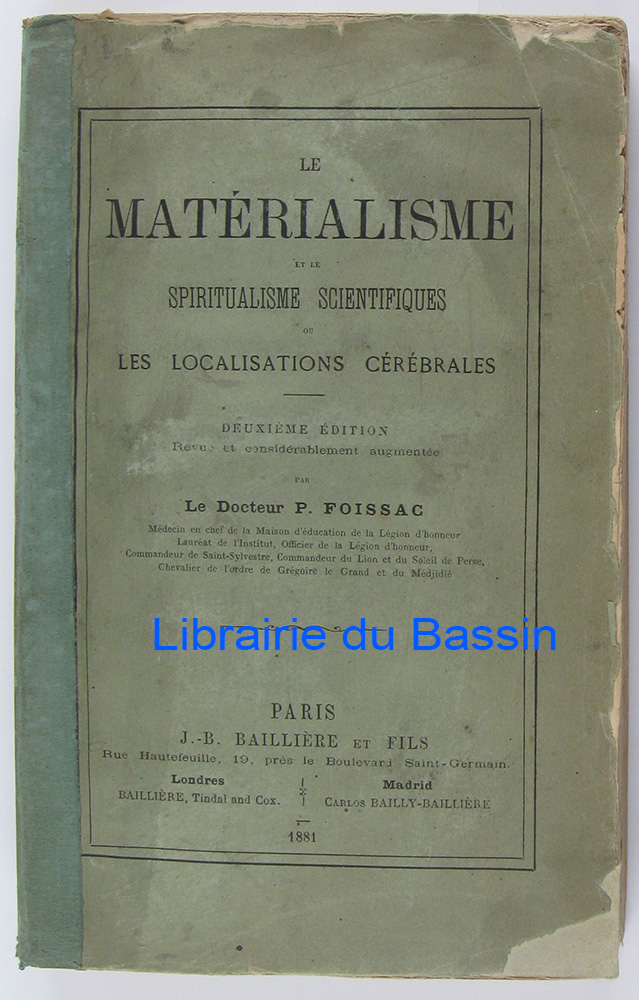 LE
MATÉRIALISME
ET LE
SPIRITUALISME SCIENTIFIQUES
OU
LES LOCALISATIONS CÉRÉBRALES
DEUXIÈME ÉDITION
Revue et considérablement augmentée
PAR
Le Docteur P. FOISSAC
Médecin en chef de la Maison d'éducation de la Légion d'honneur
Lauréat de l'Institut, Officier de la Légion d'honneur,
Commandeur de Saint-Sylvestre, Commandeur du Lion et du Soleil de Perse,
Chevalier de l'ordre de Grégoire le Grand et du Médjidié
Librairie du Bassin
PARIS
J.-B. BAILLIÈRE ET FILS
Rue Hautefeuille, 19, près le Boulevard Saint-Germain.
Londres
BAILLIÈRE, Tindal and Cox.
Madrid
CARLOS BAILLY-BAILLIÈRE
1881